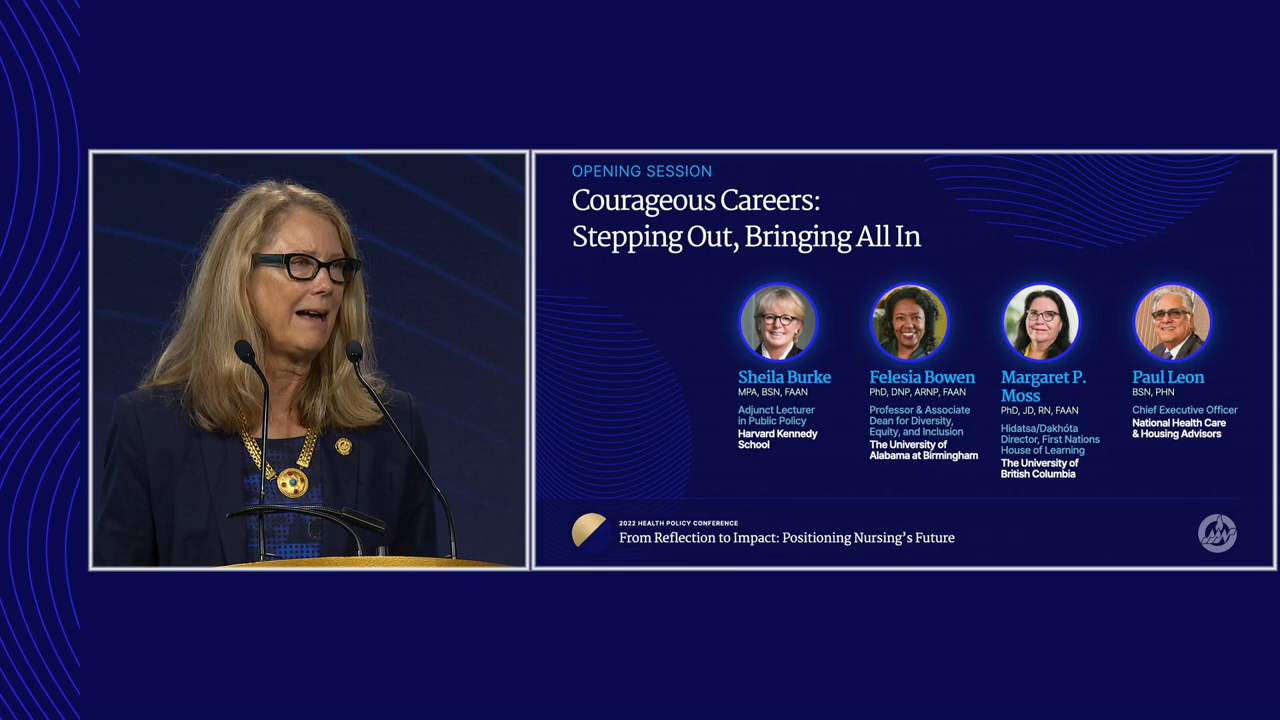 OPENING SESSION
Courageous Careers:
Stepping Out, Bringing All In
Sheila Burke
MPA, BSN, FAAN
Adjunct Lecturer
in Public Policy
Harvard Kennedy
School
Felesia Bowen
PhD, DNP, ARNP, FAAN
Professor & Associate
Dean for Diversity,
Equity, and Inclusion
The University of
Alabama at Birmingham
Margaret P.
Moss
PhD, JD, RN, FAAN
Hidatsa/Dakhóta
Director, First Nations
House of Learning
The University of
British Columbia
Paul Leon
BSN, PHN
Chief Executive Officer
National Health Care
& Housing Advisors
2022 HEALTH POLICY CONFERENCE
From Reflection to Impact: Positioning Nursing's Future